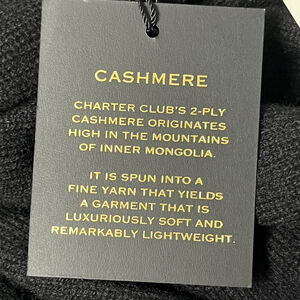 CASHMERE
CHARTER CLUB'S 2-PLY
CASHMERE ORIGINATES
HIGH IN THE MOUNTAINS
OF INNER MONGOLIA.
IT IS SPUN INTO A
FINE YARN THAT YIELDS
A GARMENT THAT IS
LUXURIOUSLY SOFT AND
REMARKABLY LIGHTWEIGHT.